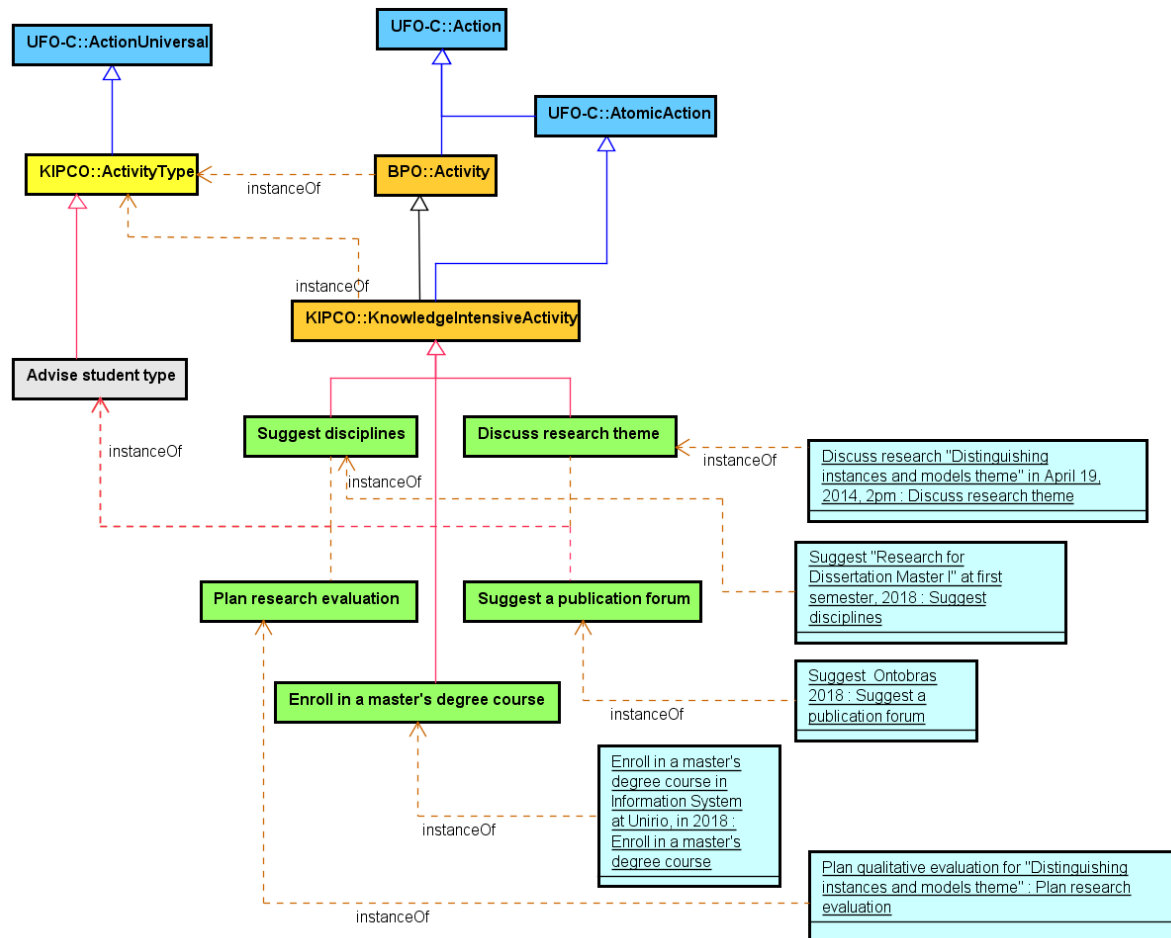 UFO-C::Action
UFO-C::ActionUniversal
UFO-C::AtomicAction
KIPCO::ActivityType
BPO::Activity
instanceOf
instanceOf
KIPCO::KnowledgeIntensiveActivity
Advise student type
Suggest disciplines
Discuss research theme
instanceOf
instanceOf
instanceOf
Discuss research "Distinguishing
instances and models theme" in April 19,
2014, 2pm : Discuss research theme
Suggest "Research for
Dissertation Master I" at first
semester, 2018 : Suggest
disciplines
Plan research evaluation
Suggest a publication forum
Suggest Ontobras
2018 : Suggest a
publication forum
Enroll in a master's degree course
instanceOf
Enroll in a master's
degree course in
Information System
at Unirio, in 2018 :
Enroll in a master's
degree course
instanceOf
Plan qualitative evaluation for "Distinguishing
instances and models theme" : Plan research
evaluation
instanceOf